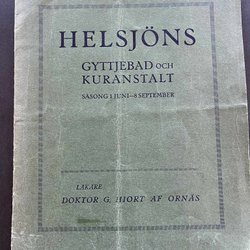 HELSJÖNS
GYTTJEBAD OCH
KURANSTALT
SÄSONG 1 JUNI–8 SEPTEMBER
LÄKARE
DOKTOR G. HJORT AF ORNÄS